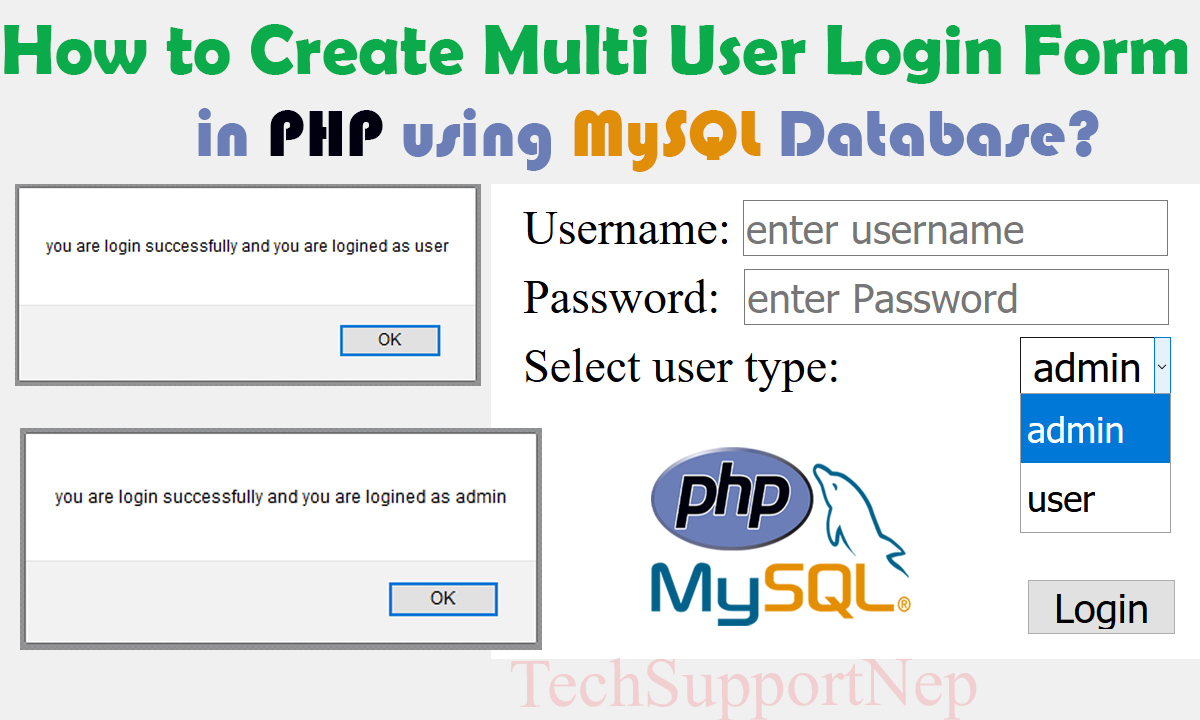 How to Create Multi User Login Form
in PHP using MySQL Database?
you are login successfully and you are logined as user
OK
you are login successfully and you are logined as admin
OK
Username: enter username
Password: enter Password
Select user type: admin
admin
user
php
MySQL®
Login
TechSupportNep